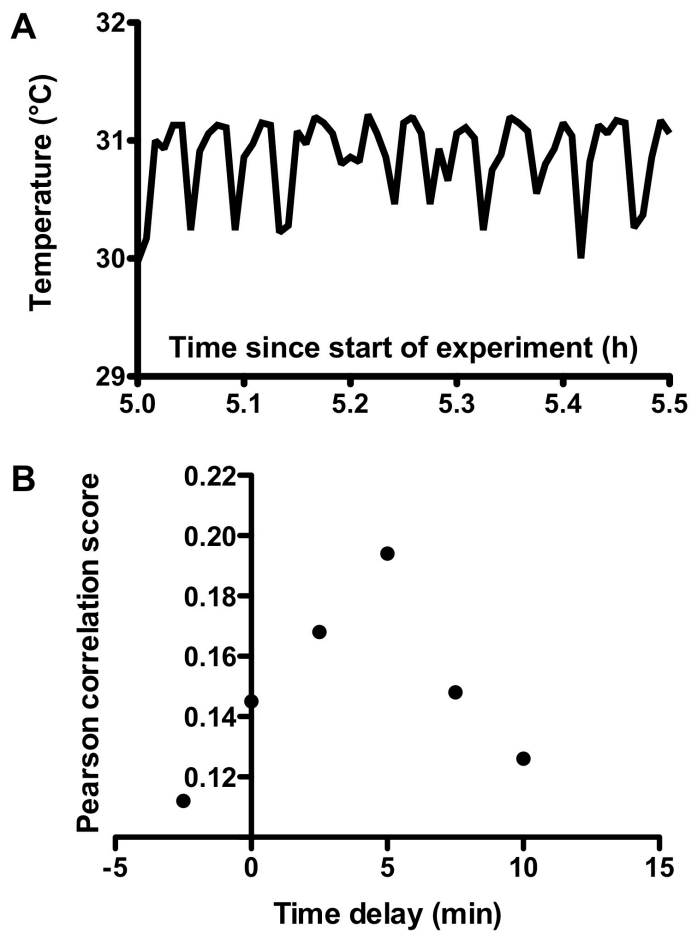 A
Temperature (°C)
32
31
30
29
Time since start of experiment (h)
5.0 5.1 5.2 5.3 5.4 5.5
B
Pearson correlation score
0.22
0.20
0.18
0.16
0.14
0.12
-5 0 5 10 15
Time delay (min)